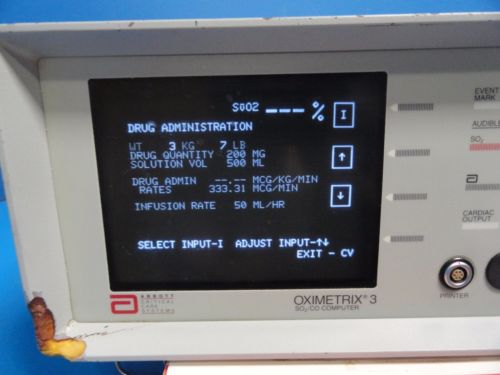 SV̄O2 --- %
I
DRUG ADMINISTRATION
WT 3 KG 7 LB
DRUG QUANTITY 200 MG
SOLUTION VOL 500 ML
↑
DRUG ADMIN --.-- MCG/KG/MIN
RATES 333.31 MCG/MIN
↓
INFUSION RATE 50 ML/HR
SELECT INPUT-I ADJUST INPUT-↑↓
EXIT - CV
EVENT
MARK
AUDIBLE
SO₂
CARDIAC
OUTPUT
PRINTER
ABBOTT
CRITICAL
CARE
SYSTEMS
OXIMETRIX® 3
SO₂/CO COMPUTER